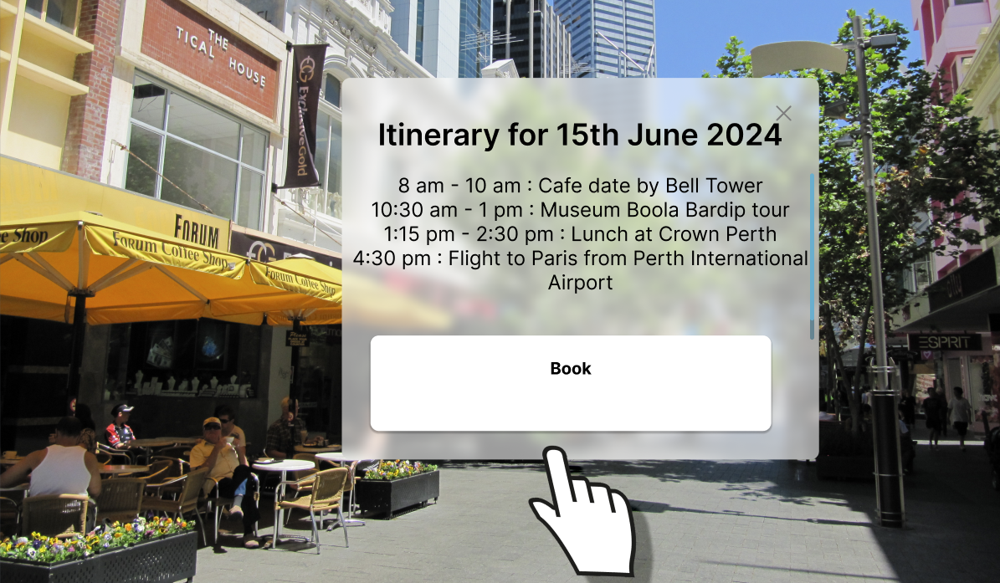 THE
TICAL HOUSE
ExclusiveGold
Itinerary for 15th June 2024
8 am - 10 am : Cafe date by Bell Tower
10:30 am - 1 pm : Museum Boola Bardip tour
1:15 pm - 2:30 pm : Lunch at Crown Perth
4:30 pm : Flight to Paris from Perth International
Airport
Book
FORUM
e Shop
Forum Coffee Shop
Forum Coffee Shop
ESPRIT